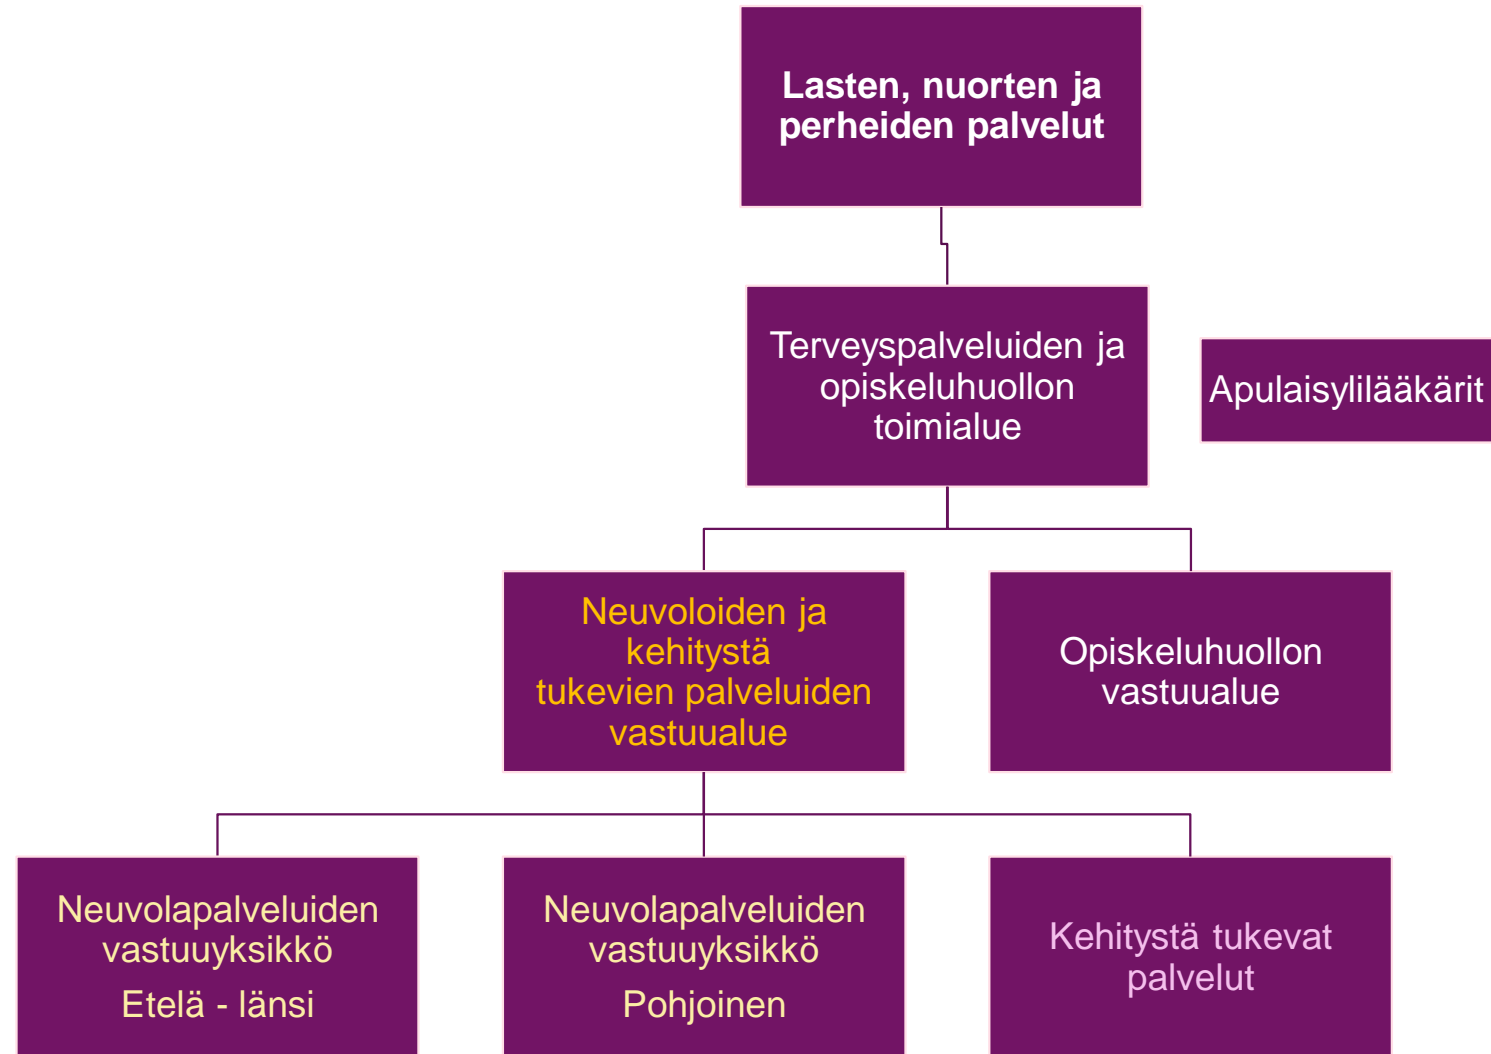 Lasten, nuorten ja
perheiden palvelut
Terveyspalveluiden ja
opiskeluhuollon
toimialue
Apulaisylilääkärit
Neuvoloiden ja
kehitystä
tukevien palveluiden
vastuualue
Opiskeluhuollon
vastuualue
Neuvolapalveluiden
vastuuyksikkö
Etelä - länsi
Neuvolapalveluiden
vastuuyksikkö
Pohjoinen
Kehitystä tukevat
palvelut